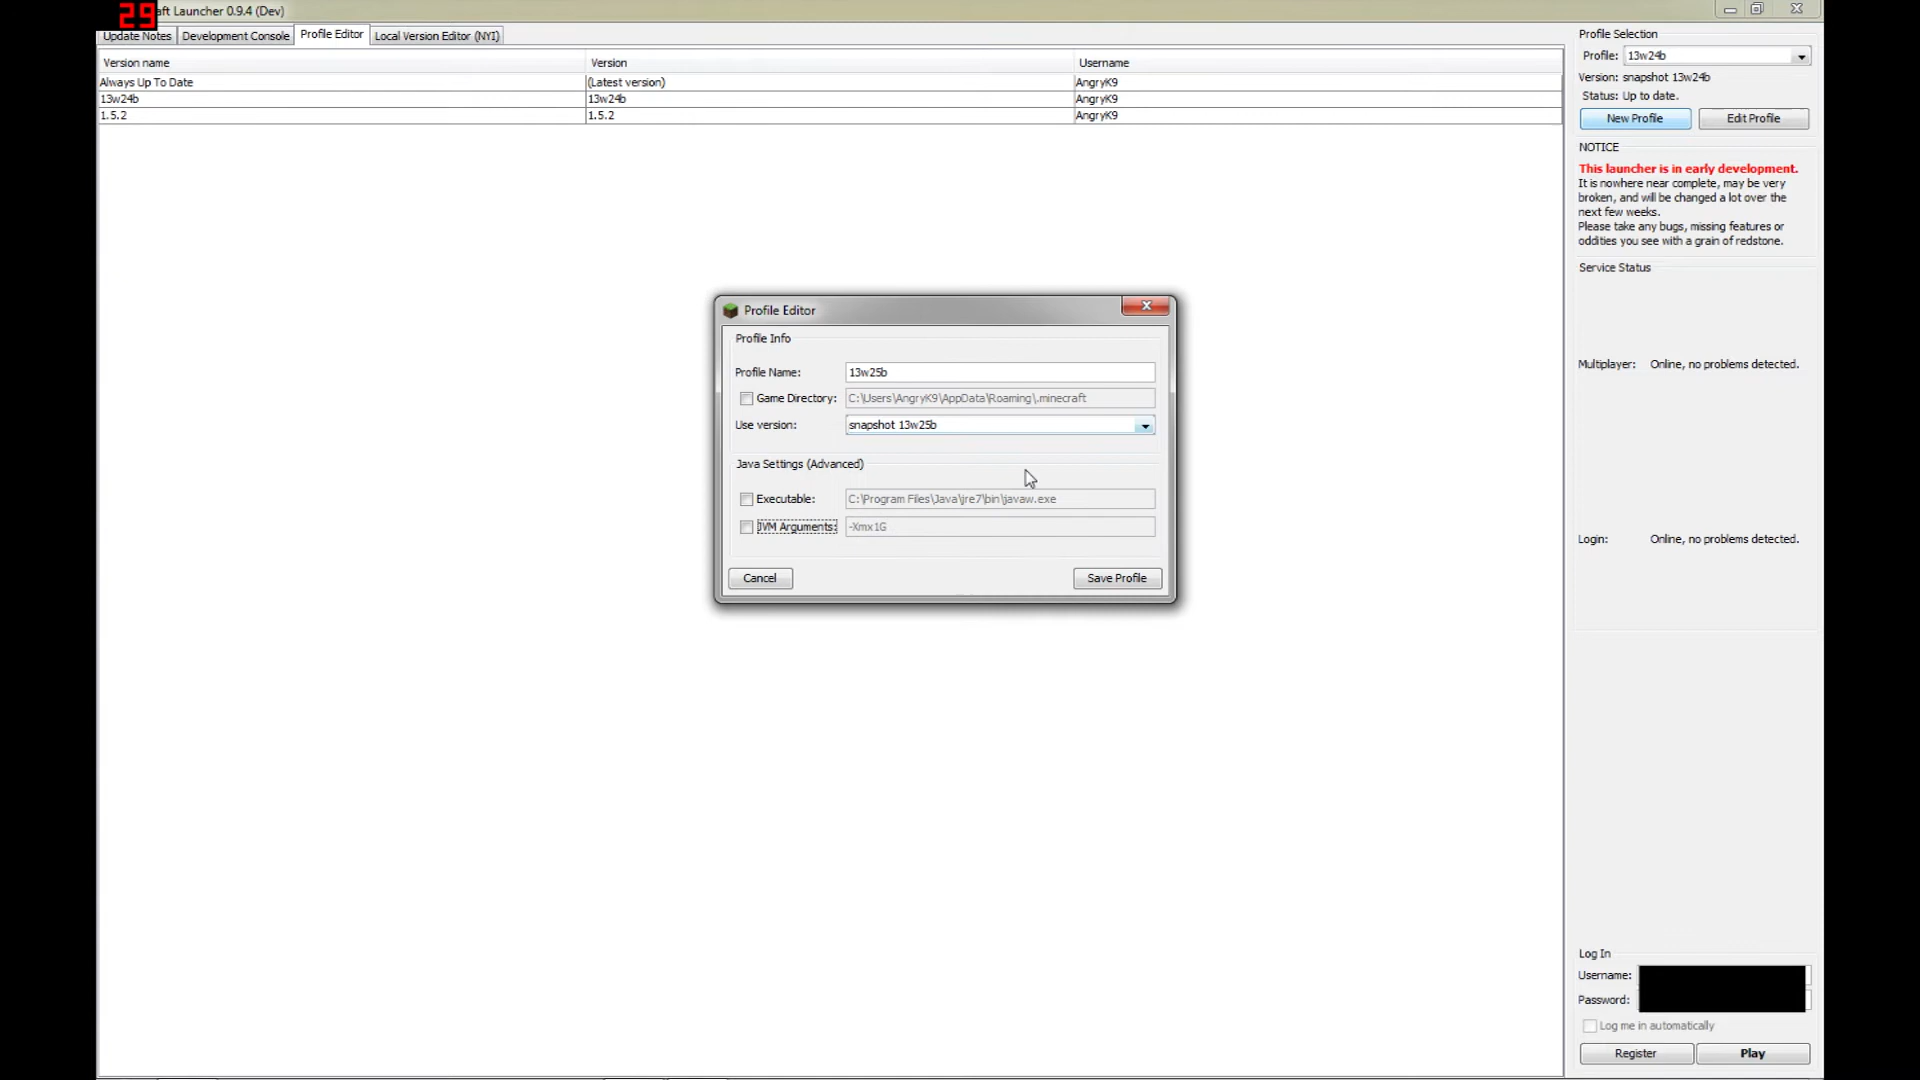 29
aft Launcher 0.9.4 (Dev)
Update Notes
Development Console
Profile Editor
Local Version Editor (NYI)
Version name Version Username
Always Up To Date (Latest version) AngryK9
13w24b 13w24b AngryK9
1.5.2 1.5.2 AngryK9
Profile Editor
Profile Info
Profile Name: 13w25b
Game Directory: C:\Users\AngryK9\AppData\Roaming\.minecraft
Use version: snapshot 13w25b
Java Settings (Advanced)
Executable: C:\Program Files\Java\jre7\bin\javaw.exe
JVM Arguments: -Xmx1G
Cancel Save Profile
Profile Selection
Profile: 13w24b
Version: snapshot 13w24b
Status: Up to date.
New Profile Edit Profile
NOTICE
This launcher is in early development.
It is nowhere near complete, may be very
broken, and will be changed a lot over the
next few weeks.
Please take any bugs, missing features or
oddities you see with a grain of redstone.
Service Status
Multiplayer: Online, no problems detected.
Login: Online, no problems detected.
Log In
Username:
Password:
Log me in automatically
Register Play